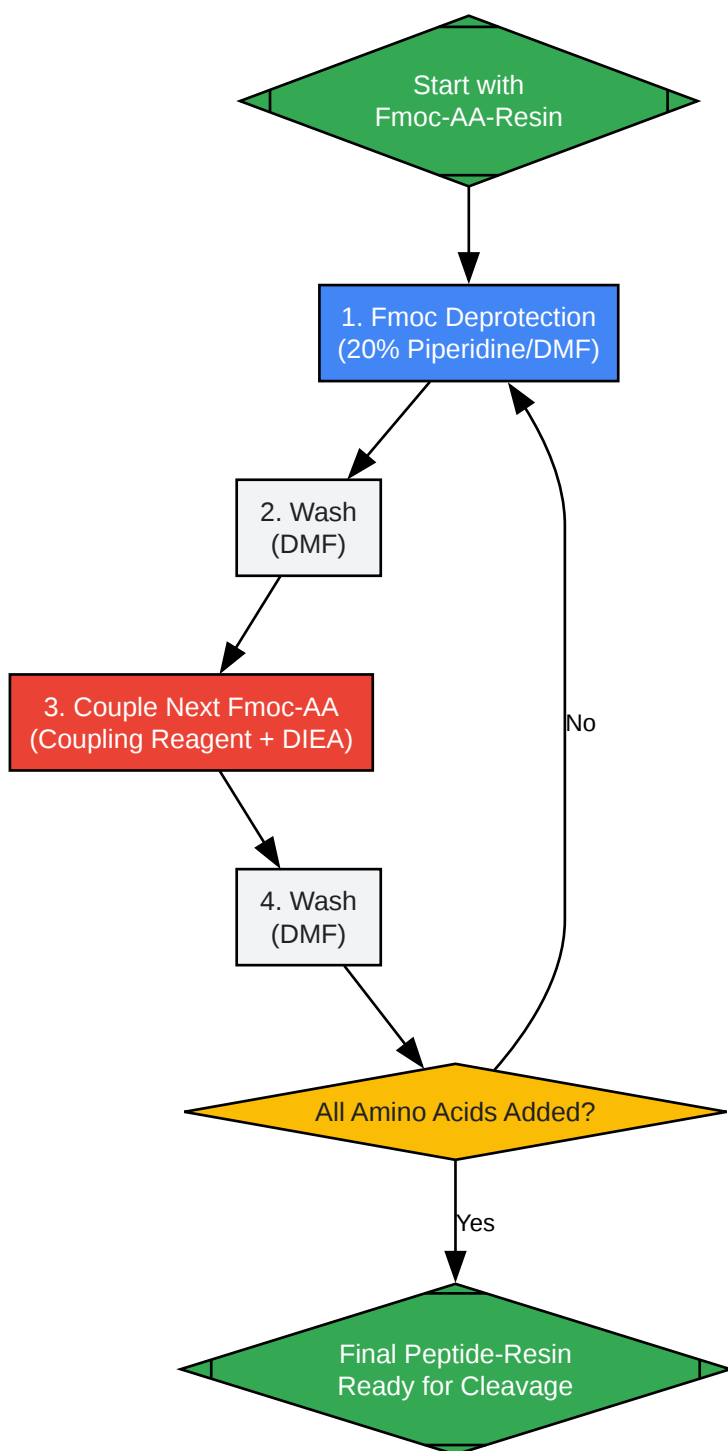 Start with
Fmoc-AA-Resin
1. Fmoc Deprotection
(20% Piperidine/DMF)
2. Wash
(DMF)
3. Couple Next Fmoc-AA
(Coupling Reagent + DIEA)
No
4. Wash
(DMF)
All Amino Acids Added?
Yes
Final Peptide-Resin
Ready for Cleavage